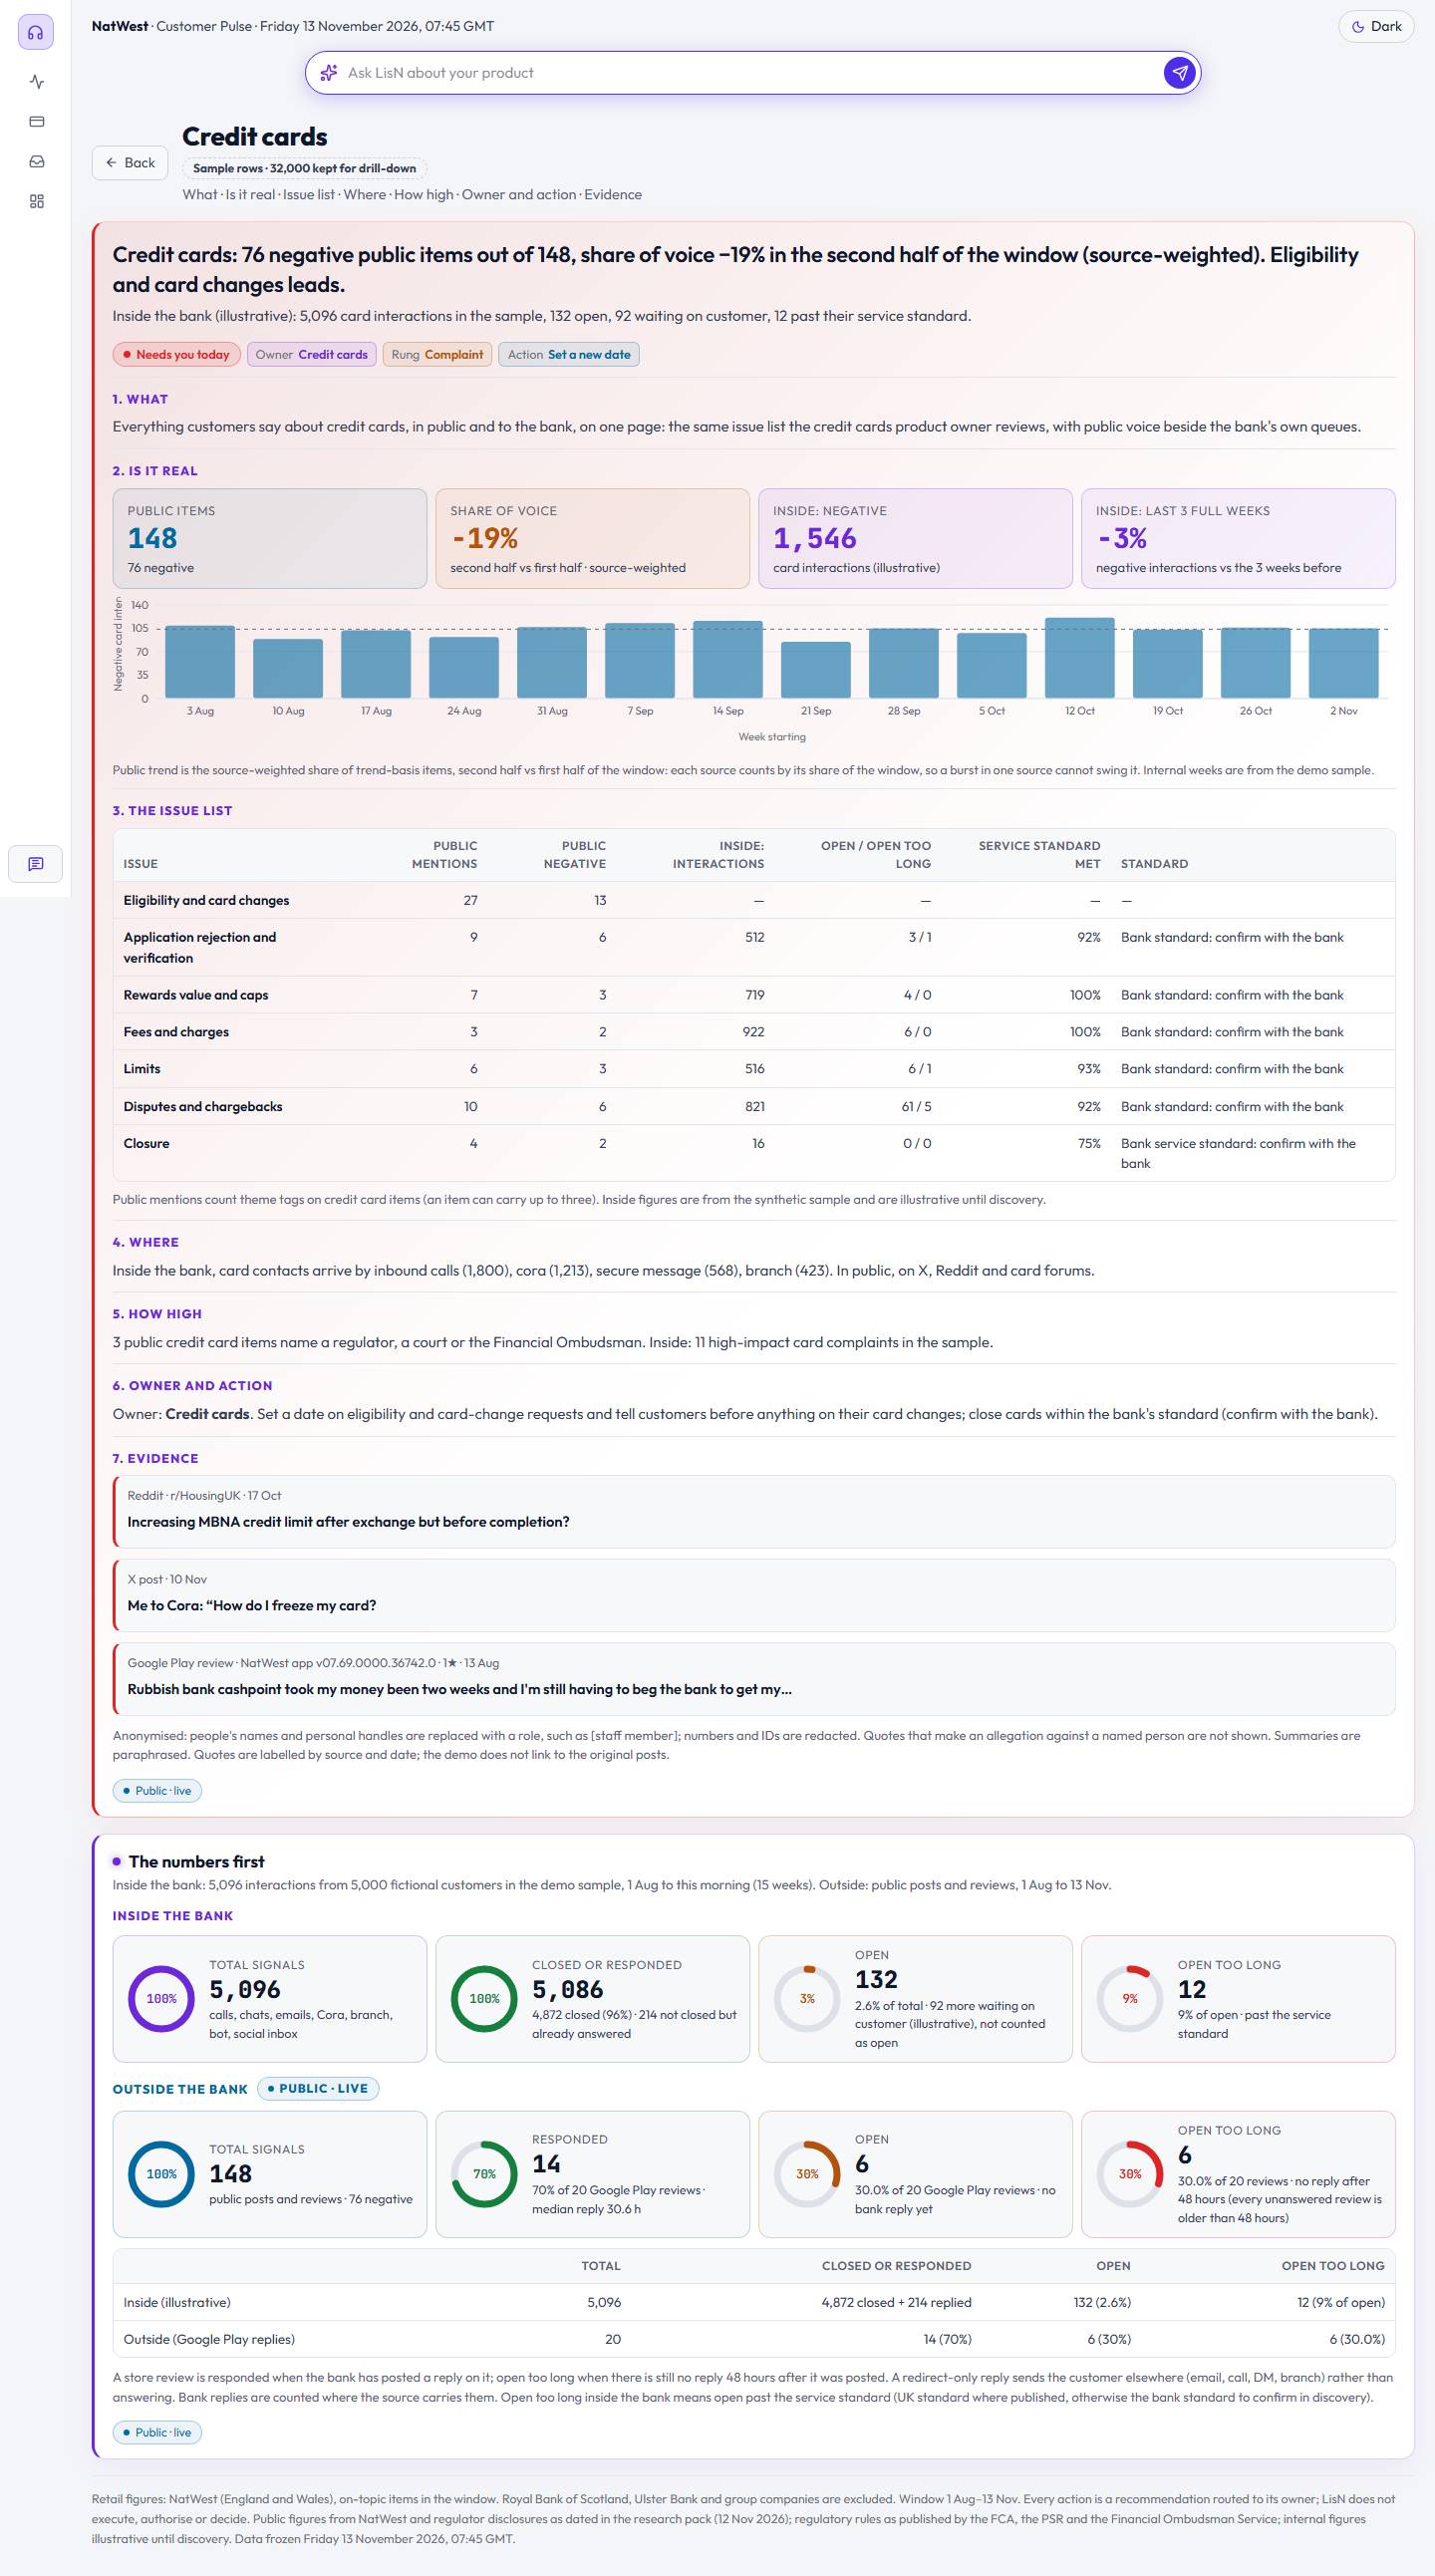 NatWest · Customer Pulse · Friday 13 November 2026, 07:45 GMT
Dark
Ask LisN about your product
Back
Credit cards
Sample rows · 32,000 kept for drill-down
What · Is it real · Issue list · Where · How high · Owner and action · Evidence
Credit cards: 76 negative public items out of 148, share of voice −19% in the second half of the window (source-weighted). Eligibility
and card changes leads.
Inside the bank (illustrative): 5,096 card interactions in the sample, 132 open, 92 waiting on customer, 12 past their service standard.
Needs you today
Owner Credit cards
Rung Complaint
Action Set a new date
1. WHAT
Everything customers say about credit cards, in public and to the bank, on one page: the same issue list the credit cards product owner reviews, with public voice beside the bank's own queues.
2. IS IT REAL
PUBLIC ITEMS
148
76 negative
SHARE OF VOICE
-19%
second half vs first half · source-weighted
INSIDE: NEGATIVE
1,546
card interactions (illustrative)
INSIDE: LAST 3 FULL WEEKS
-3%
negative interactions vs the 3 weeks before
Negative card inter
140
105
70
35
0
3 Aug 10 Aug 17 Aug 24 Aug 31 Aug 7 Sep 14 Sep 21 Sep 28 Sep 5 Oct 12 Oct 19 Oct 26 Oct 2 Nov
Week starting
Public trend is the source-weighted share of trend-basis items, second half vs first half of the window: each source counts by its share of the window, so a burst in one source cannot swing it. Internal weeks are from the demo sample.
3. THE ISSUE LIST
ISSUE PUBLIC MENTIONS PUBLIC NEGATIVE INSIDE: INTERACTIONS OPEN / OPEN TOO LONG SERVICE STANDARD MET STANDARD
Eligibility and card changes 27 13 — — — —
Application rejection and verification 9 6 512 3 / 1 92% Bank standard: confirm with the bank
Rewards value and caps 7 3 719 4 / 0 100% Bank standard: confirm with the bank
Fees and charges 3 2 922 6 / 0 100% Bank standard: confirm with the bank
Limits 6 3 516 6 / 1 93% Bank standard: confirm with the bank
Disputes and chargebacks 10 6 821 61 / 5 92% Bank standard: confirm with the bank
Closure 4 2 16 0 / 0 75% Bank service standard: confirm with the bank
Public mentions count theme tags on credit card items (an item can carry up to three). Inside figures are from the synthetic sample and are illustrative until discovery.
4. WHERE
Inside the bank, card contacts arrive by inbound calls (1,800), cora (1,213), secure message (568), branch (423). In public, on X, Reddit and card forums.
5. HOW HIGH
3 public credit card items name a regulator, a court or the Financial Ombudsman. Inside: 11 high-impact card complaints in the sample.
6. OWNER AND ACTION
Owner: Credit cards. Set a date on eligibility and card-change requests and tell customers before anything on their card changes; close cards within the bank's standard (confirm with the bank).
7. EVIDENCE
Reddit · r/HousingUK · 17 Oct
Increasing MBNA credit limit after exchange but before completion?
X post · 10 Nov
Me to Cora: “How do I freeze my card?
Google Play review · NatWest app v07.69.0000.36742.0 · 1★ · 13 Aug
Rubbish bank cashpoint took my money been two weeks and I'm still having to beg the bank to get my...
Anonymised: people's names and personal handles are replaced with a role, such as [staff member]; numbers and IDs are redacted. Quotes that make an allegation against a named person are not shown. Summaries are
paraphrased. Quotes are labelled by source and date; the demo does not link to the original posts.
Public · live
The numbers first
Inside the bank: 5,096 interactions from 5,000 fictional customers in the demo sample, 1 Aug to this morning (15 weeks). Outside: public posts and reviews, 1 Aug to 13 Nov.
INSIDE THE BANK
100%
TOTAL SIGNALS
5,096
calls, chats, emails, Cora, branch,
bot, social inbox
100%
CLOSED OR RESPONDED
5,086
4,872 closed (96%) · 214 not closed but
already answered
3%
OPEN
132
2.6% of total · 92 more waiting on
customer (illustrative), not counted
as open
9%
OPEN TOO LONG
12
9% of open · past the service
standard
OUTSIDE THE BANK
PUBLIC · LIVE
100%
TOTAL SIGNALS
148
public posts and reviews · 76 negative
70%
RESPONDED
14
70% of 20 Google Play reviews ·
median reply 30.6 h
30%
OPEN
6
30.0% of 20 Google Play reviews · no
bank reply yet
30%
OPEN TOO LONG
6
30.0% of 20 reviews · no reply after
48 hours (every unanswered review is
older than 48 hours)
TOTAL CLOSED OR RESPONDED OPEN OPEN TOO LONG
Inside (illustrative) 5,096 4,872 closed + 214 replied 132 (2.6%) 12 (9% of open)
Outside (Google Play replies) 20 14 (70%) 6 (30%) 6 (30.0%)
A store review is responded when the bank has posted a reply on it; open too long when there is still no reply 48 hours after it was posted. A redirect-only reply sends the customer elsewhere (email, call, DM, branch) rather than
answering. Bank replies are counted where the source carries them. Open too long inside the bank means open past the service standard (UK standard where published, otherwise the bank standard to confirm in discovery).
Public · live
Retail figures: NatWest (England and Wales), on-topic items in the window. Royal Bank of Scotland, Ulster Bank and group companies are excluded. Window 1 Aug–13 Nov. Every action is a recommendation routed to its owner; LisN does not
execute, authorise or decide. Public figures from NatWest and regulator disclosures as dated in the research pack (12 Nov 2026); regulatory rules as published by the FCA, the PSR and the Financial Ombudsman Service; internal figures
illustrative until discovery. Data frozen Friday 13 November 2026, 07:45 GMT.